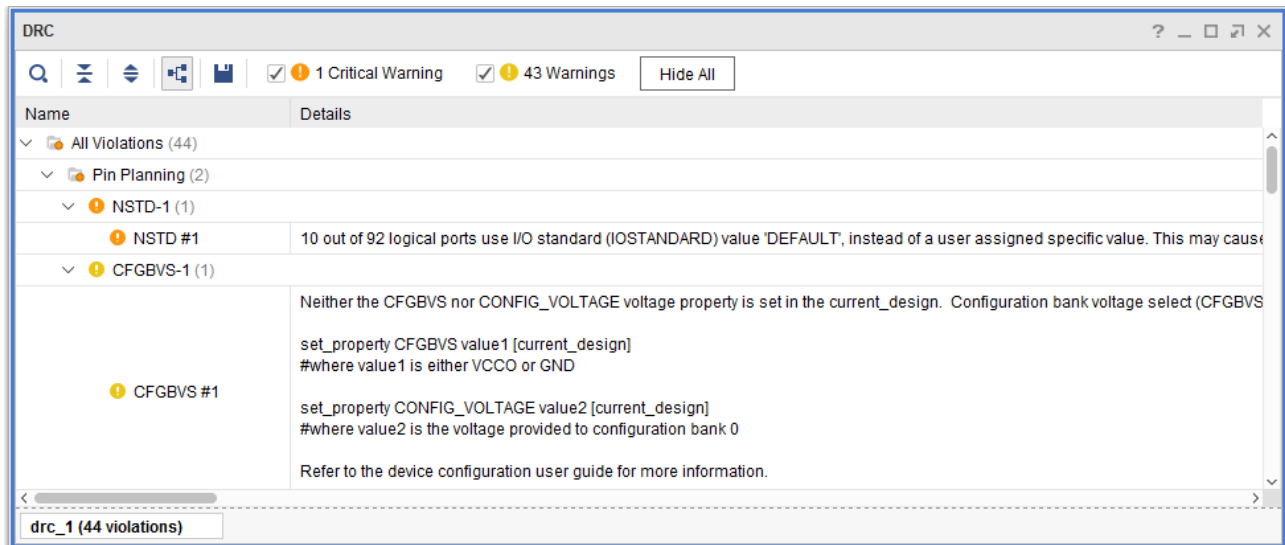 DRC
1 Critical Warning 43 Warnings Hide All
Name Details
All Violations (44)
Pin Planning (2)
NSTD-1 (1)
NSTD #1 10 out of 92 logical ports use I/O standard (IOSTANDARD) value 'DEFAULT', instead of a user assigned specific value. This may cause
CFGBVS-1 (1)
Neither the CFGBVS nor CONFIG_VOLTAGE voltage property is set in the current_design. Configuration bank voltage select (CFGBVS
set_property CFGBVS value1 [current_design]
#where value1 is either VCCO or GND
CFGBVS #1
set_property CONFIG_VOLTAGE value2 [current_design]
#where value2 is the voltage provided to configuration bank 0
Refer to the device configuration user guide for more information.
drc_1 (44 violations)